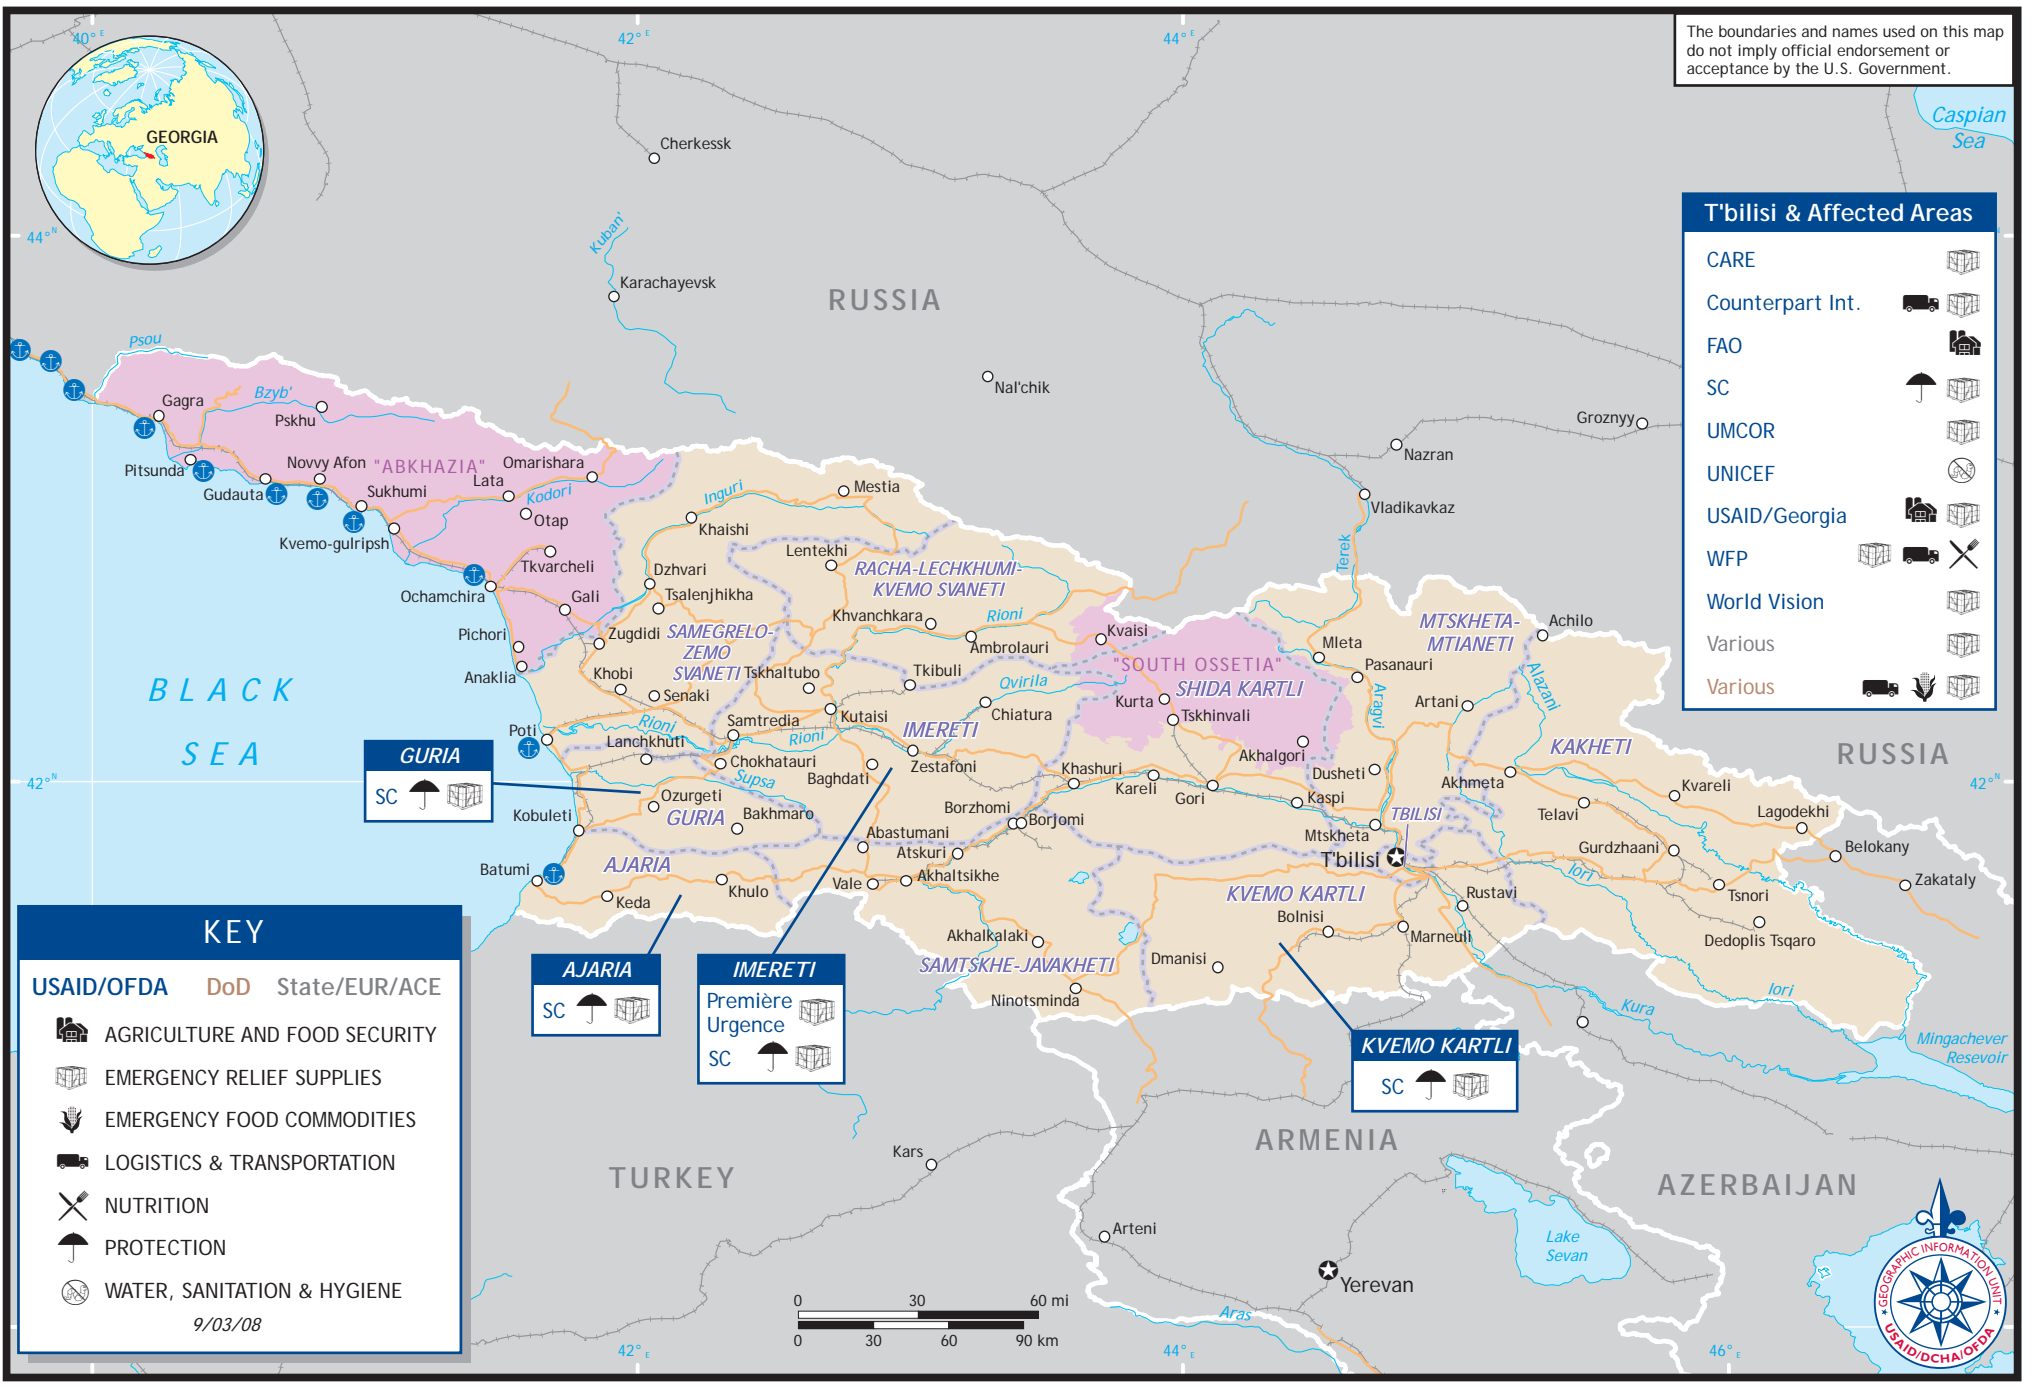 40° E
42° E
44° E
The boundaries and names used on this map
do not imply official endorsement or
acceptance by the U.S. Government.
GEORGIA
Caspian
Sea
Cherkessk
T'bilisi & Affected Areas
CARE
Counterpart Int.
FAO
SC
UMCOR
UNICEF
USAID/Georgia
WFP
World Vision
Various
Various
44° N
Kuban'
Karachayevsk
RUSSIA
Psou
Nal'chik
Gagra
Bzyb'
Pskhu
Groznyy
Nazran
Pitsunda
Novvy Afon
"ABKHAZIA"
Omarishara
Gudauta
Sukhumi
Lata
Kodori
Otap
Inguri
Mestia
Khaishi
Vladikavkaz
Kvemo-gulripsh
Tkvarcheli
Lentekhi
Terek
Dzhvari
RACHA-LECHKHUMI-
KVEMO SVANETI
Ochamchira
Gali
Tsalenjhikha
Khvanchkara
Rioni
MTSKHETA-
MTIANETI
Achilo
Pichori
Zugdidi
SAMEGRELO-
ZEMO
SVANETI
Ambrolauri
Kvaisi
Mleta
Anaklia
Khobi
Senaki
Tskhaltubo
Tkibuli
Qvirila
"SOUTH OSSETIA"
SHIDA KARTLI
Pasanauri
Alazani
BLACK
SEA
Kurta
Tskhinvali
Aragvi
Artani
Poti
Rioni
Samtredia
Rioni
Kutaisi
Chiatura
IMERETI
Lanchkhuti
Chokhatauri
Zestafoni
Akhalgori
KAKHETI
RUSSIA
GURIA
SC
Supsa
Baghdati
Khashuri
Kareli
Gori
Dusheti
Akhmeta
Kvareli
42° N
42° N
Ozurgeti
GURIA
Bakhmaro
Borzhomi
Borjomi
Kaspi
TBILISI
Telavi
Lagodekhi
Kobuleti
Abastumani
Mtskheta
Gurdzhaani
Belokany
Batumi
AJARIA
Atskuri
T'bilisi
Iori
Zakataly
Khulo
Vale
Akhaltsikhe
KVEMO KARTLI
Rustavi
Tsnori
Keda
Bolnisi
Marneuli
Dedoplis Tsqaro
Akhalkalaki
SAMTSKHE-JAVAKHETI
Dmanisi
Ninotsminda
Iori
Kura
Mingachever
Resevoir
AJARIA
SC
IMERETI
Première
Urgence
SC
KVEMO KARTLI
SC
KEY
USAID/OFDA
DoD
State/EUR/ACE
AGRICULTURE AND FOOD SECURITY
EMERGENCY RELIEF SUPPLIES
EMERGENCY FOOD COMMODITIES
LOGISTICS & TRANSPORTATION
NUTRITION
PROTECTION
WATER, SANITATION & HYGIENE
9/03/08
Kars
TURKEY
ARMENIA
AZERBAIJAN
Arteni
Lake
Sevan
Yerevan
Aras
0 30 60 mi
0 30 60 90 km
42° E
44° E
46° E
GEOGRAPHIC INFORMATION UNIT
USAID/DCHA/OFDA